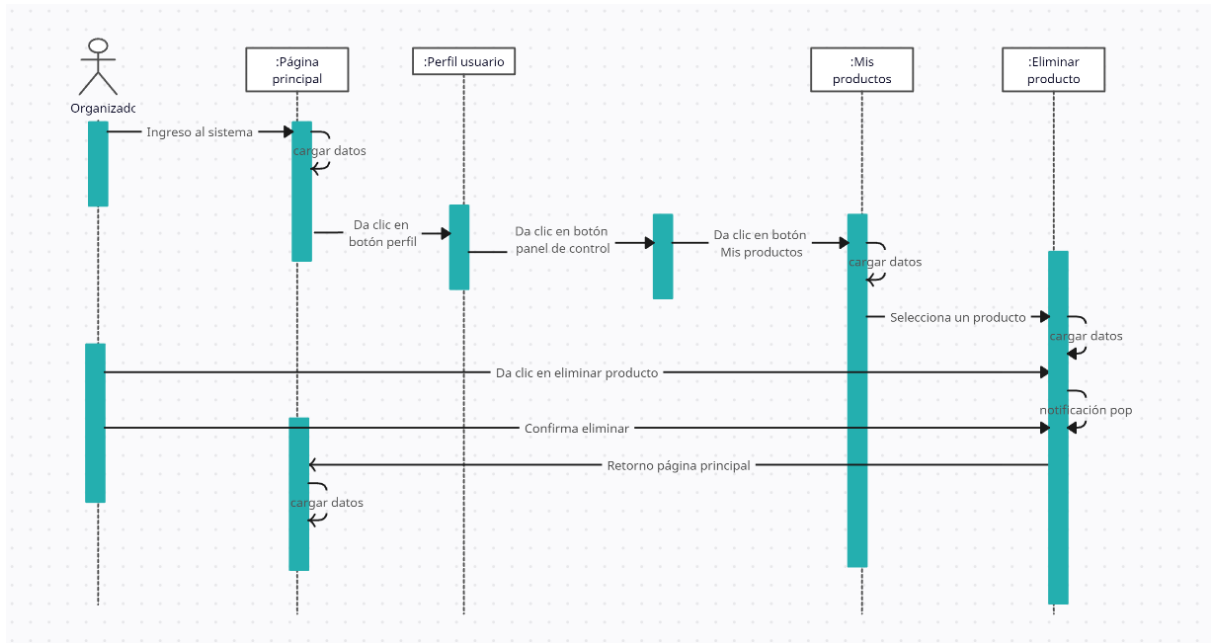 :Página
principal
:Perfil usuario
:Mis
productos
:Eliminar
producto
Organizadc
Ingreso al sistema
cargar datos
Da clic en
botón perfil
Da clic en botón
panel de control
Da clic en botón
Mis productos
cargar datos
Selecciona un producto
cargar datos
Da clic en eliminar producto
notificación pop
Confirma eliminar
Retorno página principal
cargar datos